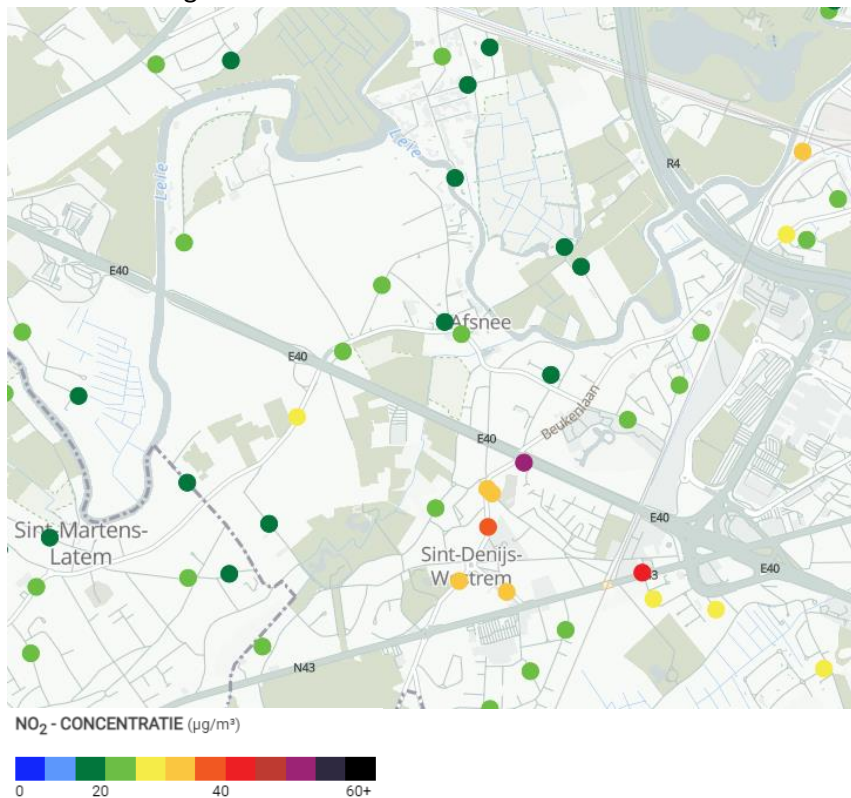 Leie
Leie
R4
E40
Afsnee
E40
Beukenlaan
E40
Sint-Martens-
Latem
E40
Sint-Denijs-
Westrem
E40
N43
NO₂ - CONCENTRATIE (µg/m³)
0 20 40 60+